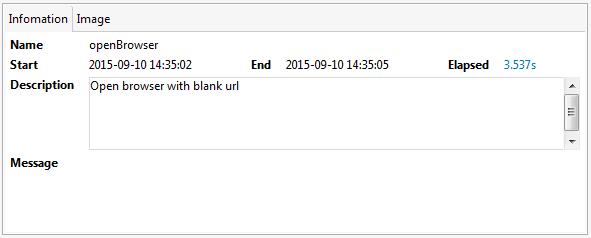 Infomation Image
Name openBrowser
Start 2015-09-10 14:35:02 End 2015-09-10 14:35:05 Elapsed 3.537s
Description Open browser with blank url
Message